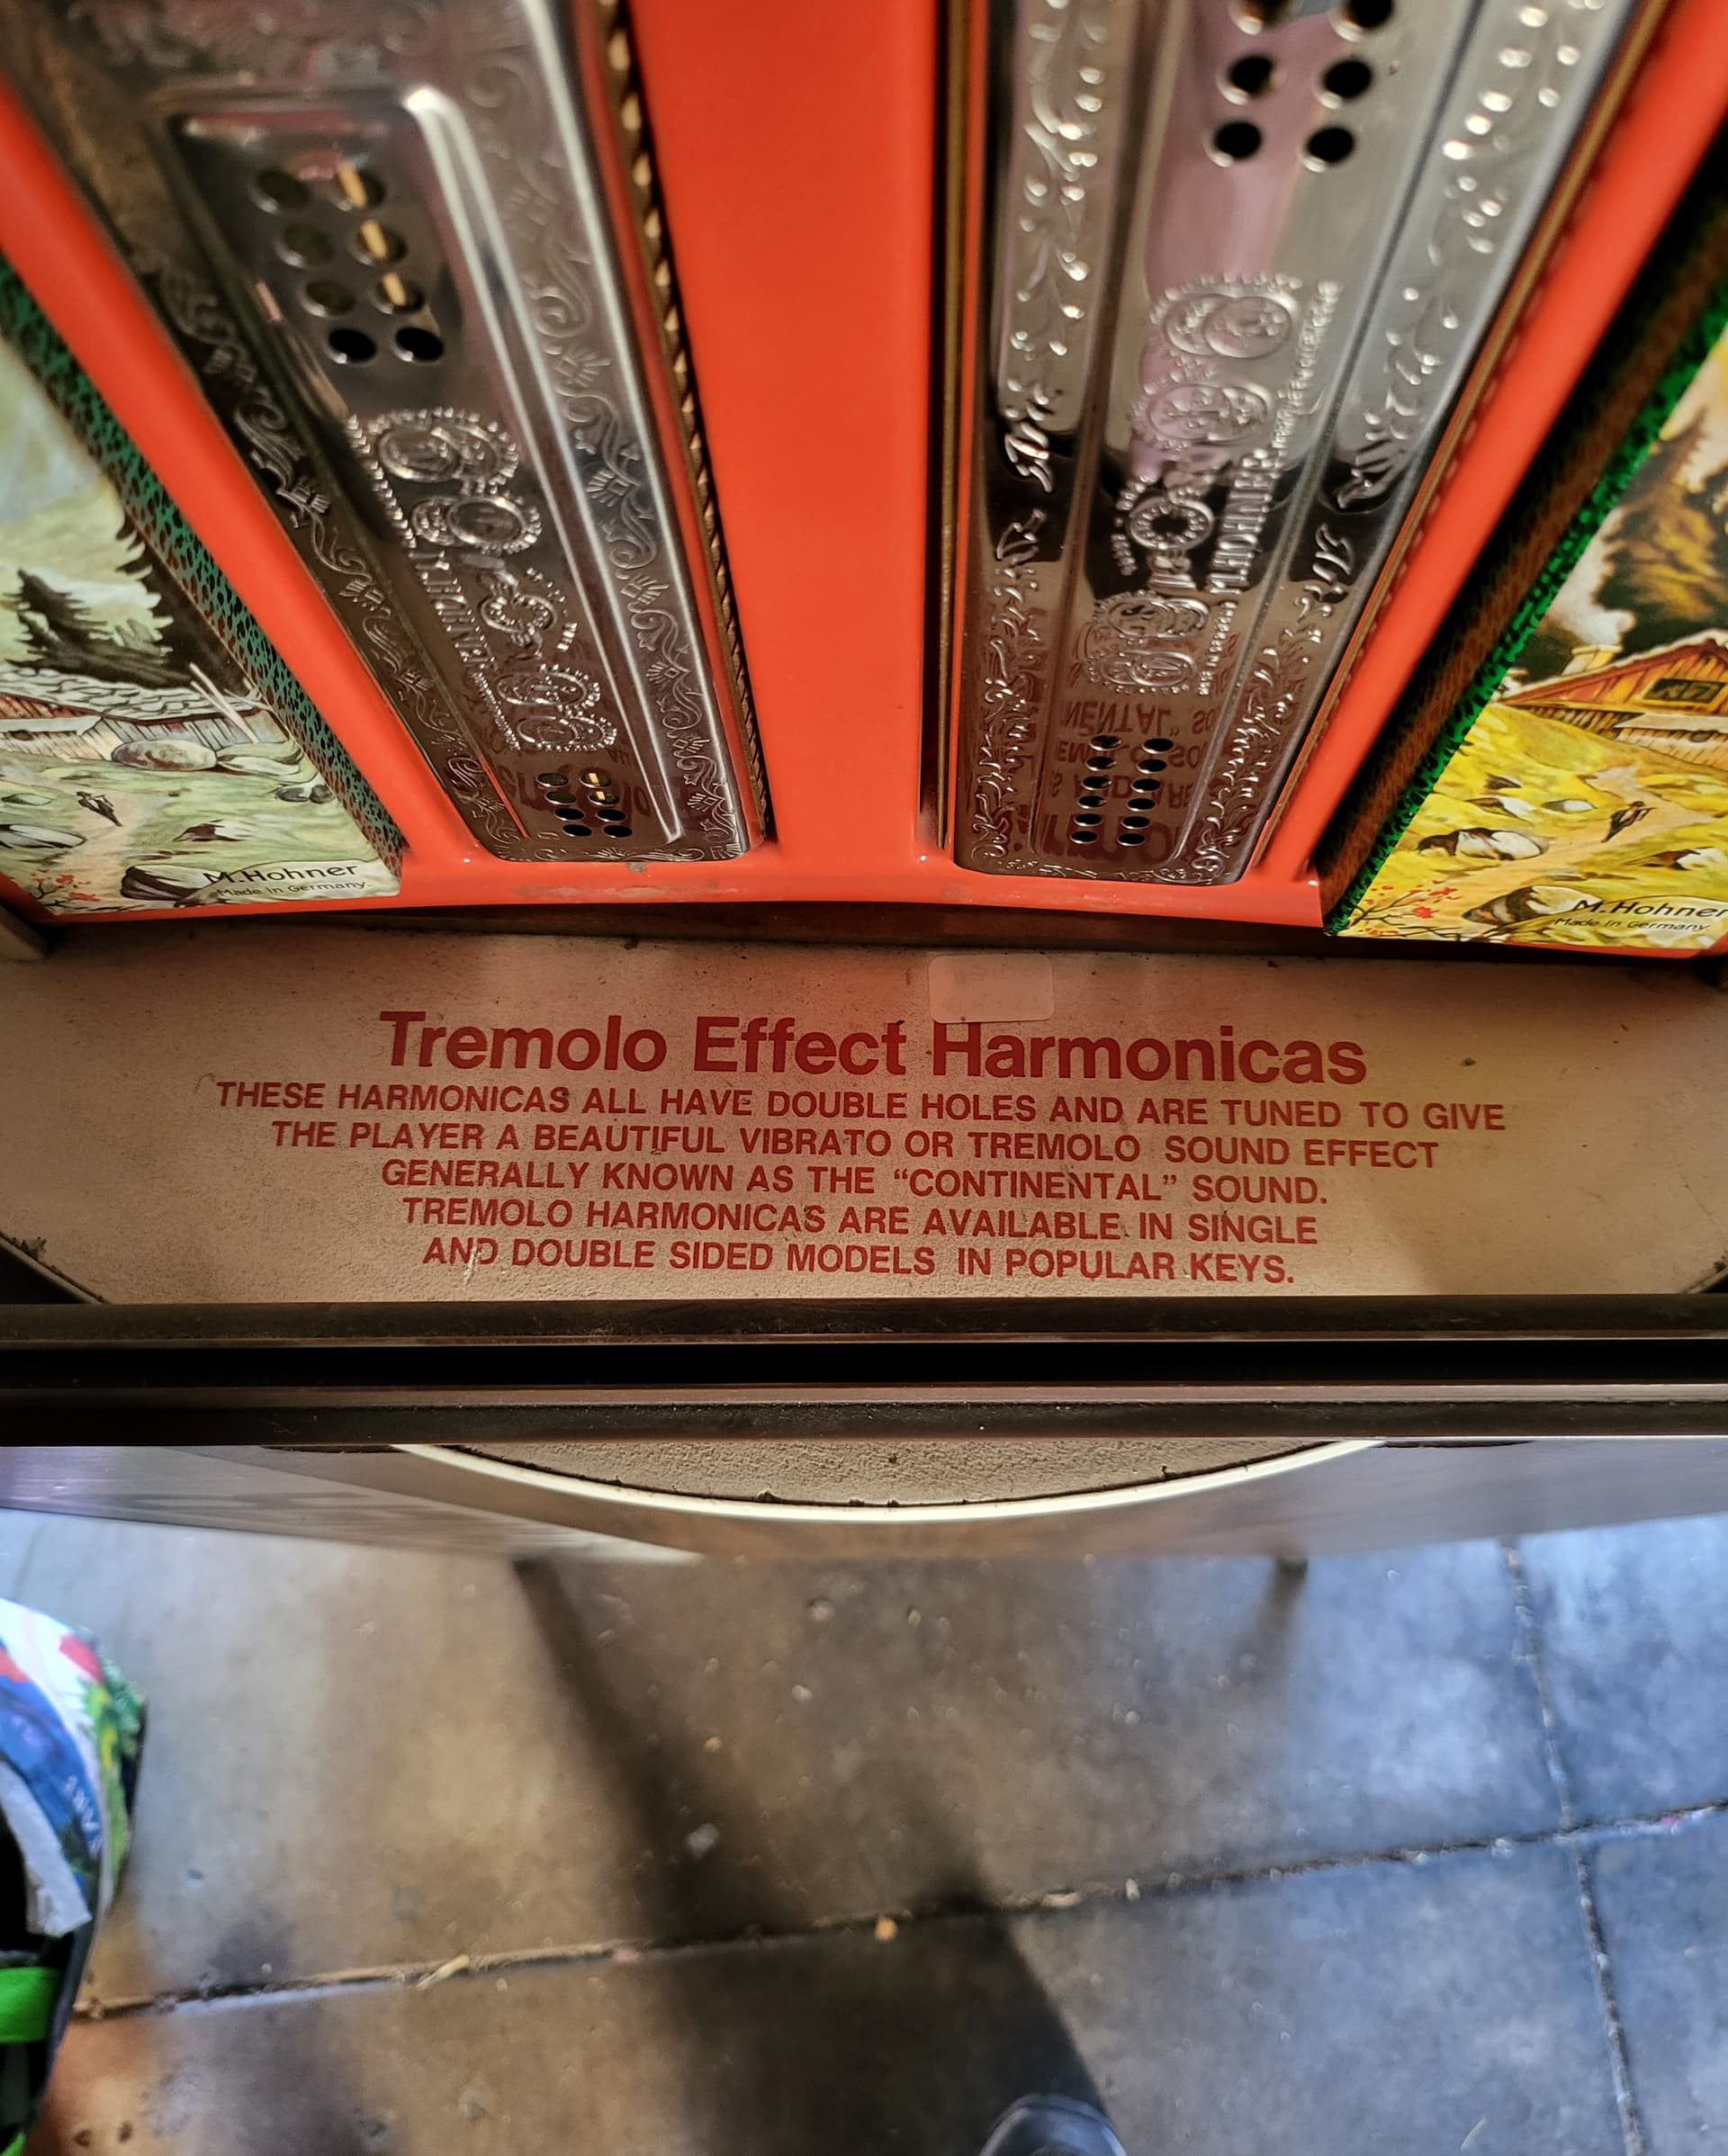 M.Hohner
Made in Germany
M.HOHNER
M.Hohner
Made in Germany
Tremolo Effect Harmonicas
THESE HARMONICAS ALL HAVE DOUBLE HOLES AND ARE TUNED TO GIVE
THE PLAYER A BEAUTIFUL VIBRATO OR TREMOLO SOUND EFFECT
GENERALLY KNOWN AS THE “CONTINENTAL” SOUND.
TREMOLO HARMONICAS ARE AVAILABLE IN SINGLE
AND DOUBLE SIDED MODELS IN POPULAR KEYS.